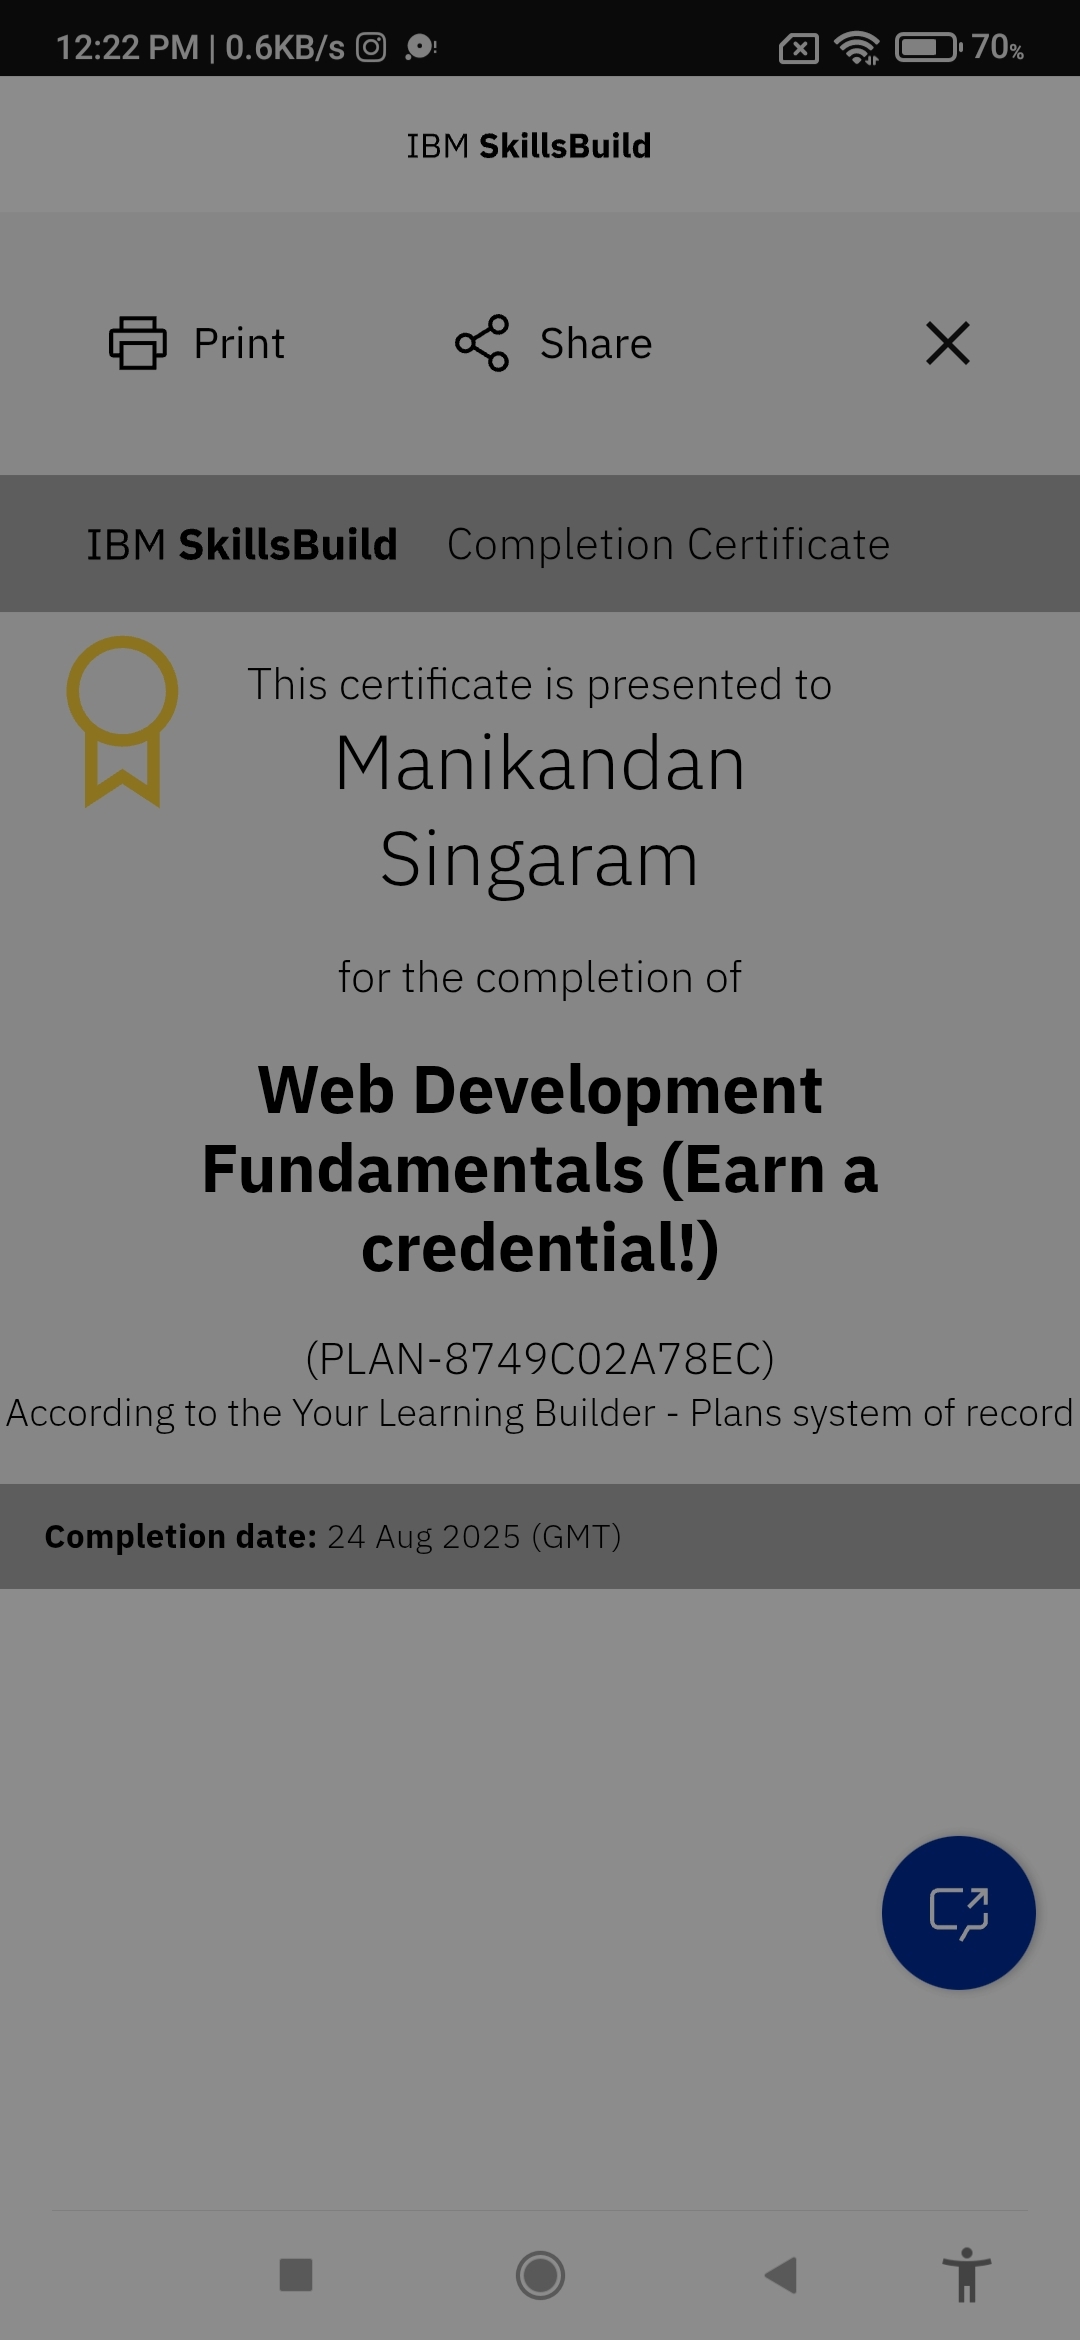 12:22 PM | 0.6KB/s 70%
IBM SkillsBuild
Print Share
IBM SkillsBuild Completion Certificate
This certificate is presented to
Manikandan
Singaram
for the completion of
Web Development
Fundamentals (Earn a
credential!)
(PLAN-8749C02A78EC)
According to the Your Learning Builder - Plans system of record
Completion date: 24 Aug 2025 (GMT)